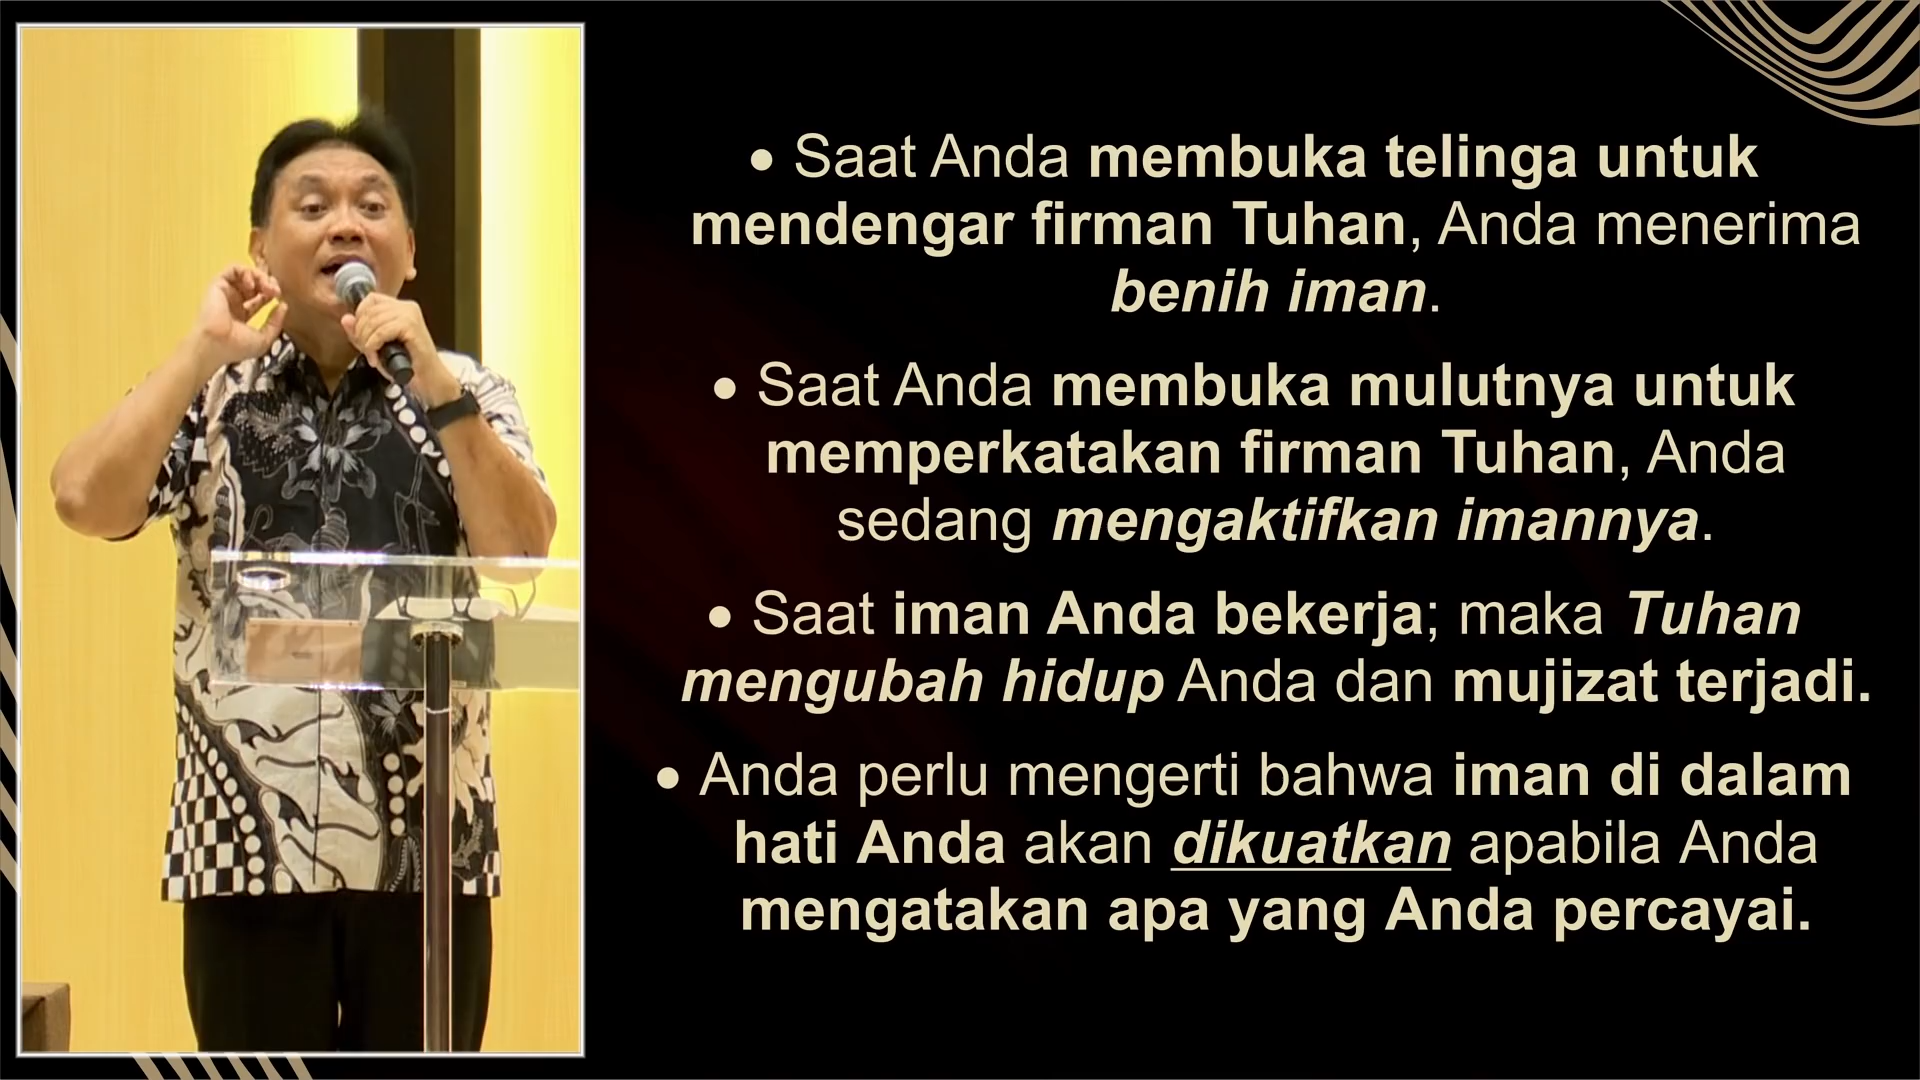 • Saat Anda membuka telinga untuk
mendengar firman Tuhan, Anda menerima
benih iman.
• Saat Anda membuka mulutnya untuk
memperkatakan firman Tuhan, Anda
sedang mengaktifkan imannya.
• Saat iman Anda bekerja; maka Tuhan
mengubah hidup Anda dan mujizat terjadi.
• Anda perlu mengerti bahwa iman di dalam
hati Anda akan dikuatkan apabila Anda
mengatakan apa yang Anda percayai.